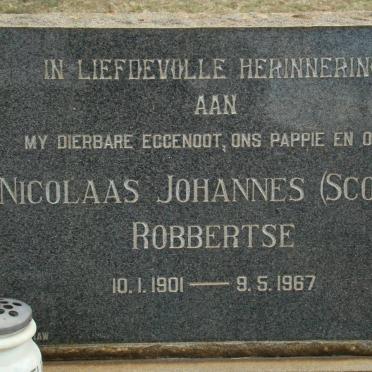 IN LIEFDEVOLLE HERINNERING
AAN
MY DIERBARE EGGENOOT, ONS PAPPIE EN O
NICOLAAS JOHANNES (SCO
ROBBERTSE
10.1.1901 — 9.5.1967